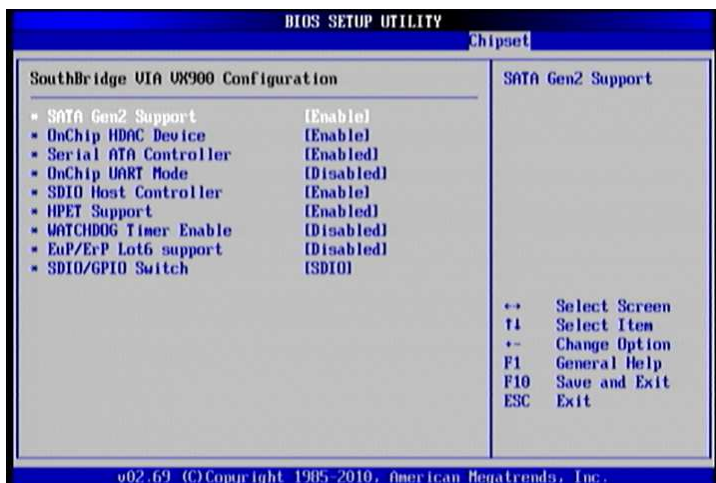 BIOS SETUP UTILITY
Chipset
SouthBridge VIA VX900 Configuration
* SATA Gen2 Support [Enable]
* OnChip HDAC Device [Enable]
* Serial ATA Controller [Enabled]
* OnChip UART Mode [Disabled]
* SDIO Host Controller [Enable]
* HPET Support [Enabled]
* WATCHDOG Timer Enable [Disabled]
* EuP/ErP Lot6 support [Disabled]
* SDIO/GPIO Switch [SDIO]
SATA Gen2 Support
↔ Select Screen
↑↓ Select Item
+- Change Option
F1 General Help
F10 Save and Exit
ESC Exit
v02.69 (C)Copyright 1985-2010, American Megatrends, Inc.